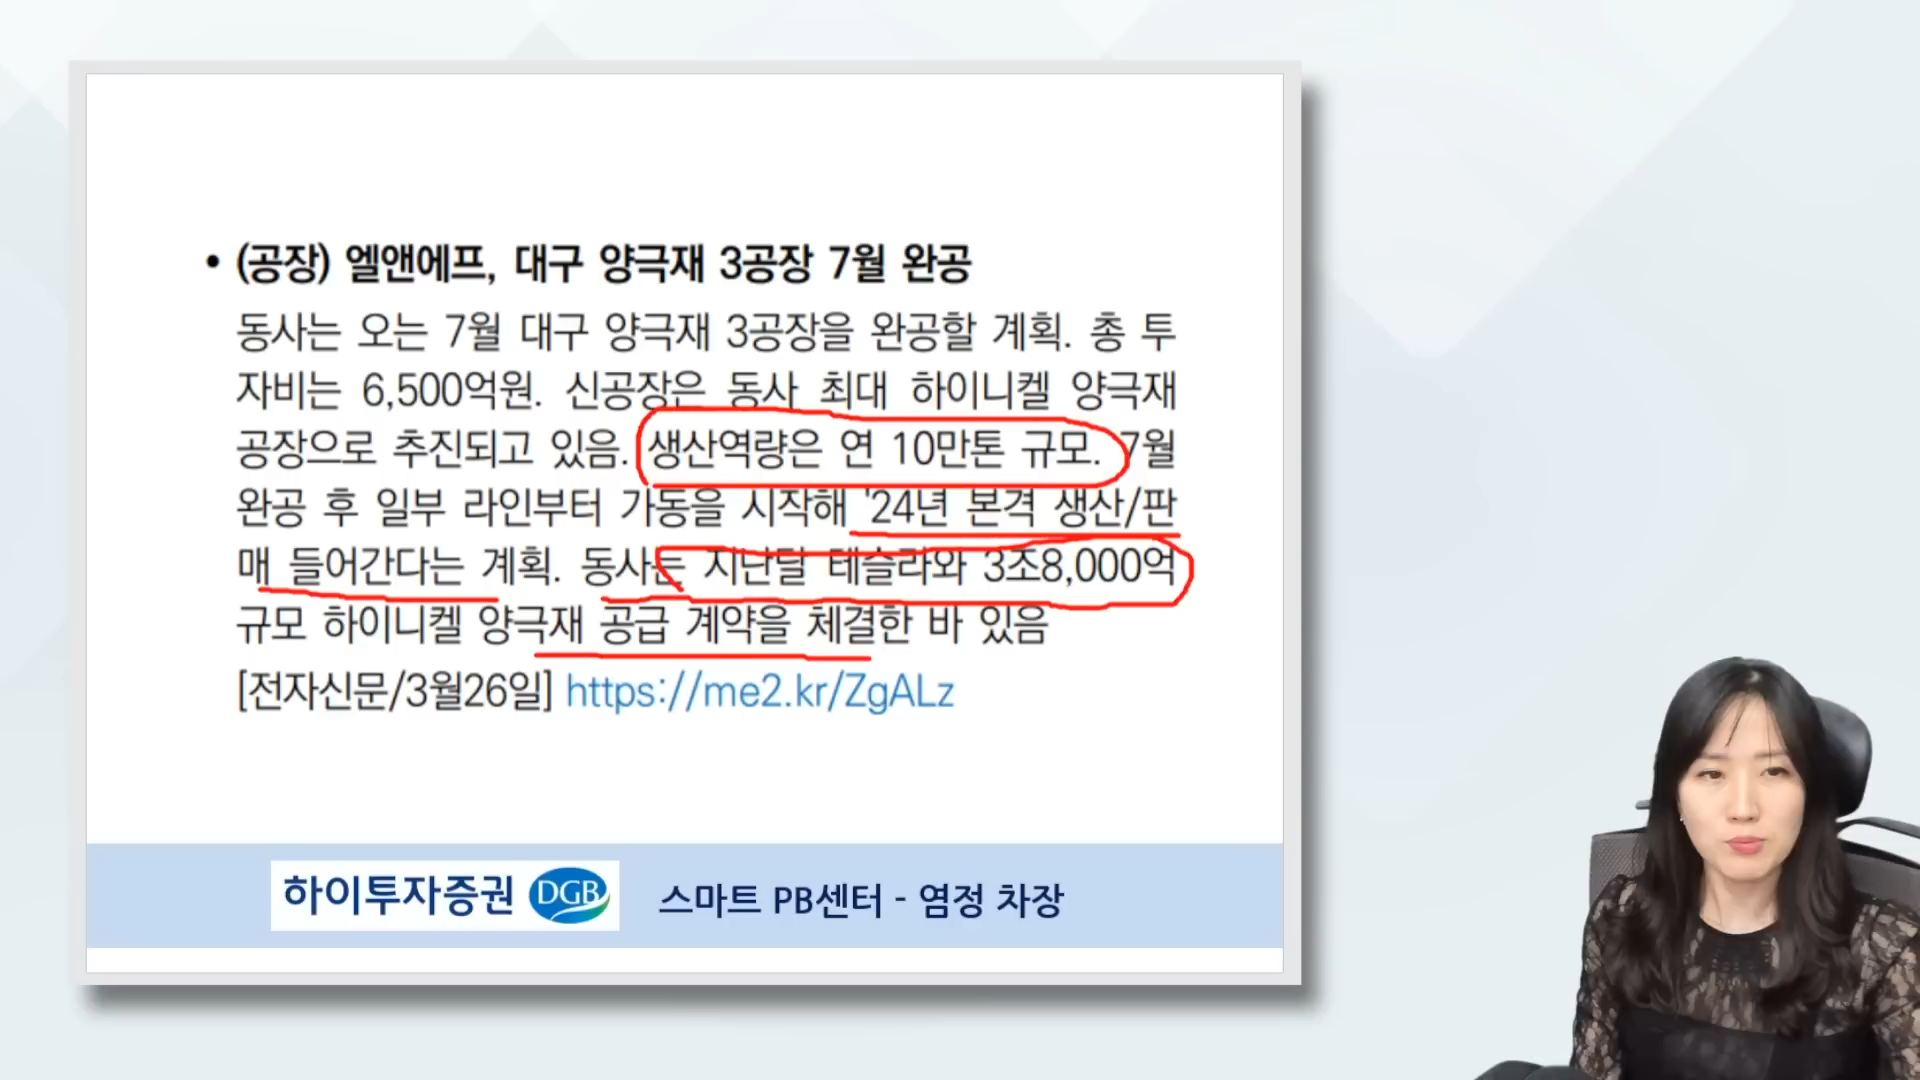 • (공장) 엘앤에프, 대구 양극재 3공장 7월 완공
동사는 오는 7월 대구 양극재 3공장을 완공할 계획. 총 투
자비는 6,500억원. 신공장은 동사 최대 하이니켈 양극재
공장으로 추진되고 있음. 생산역량은 연 10만톤 규모. 7월
완공 후 일부 라인부터 가동을 시작해 '24년 본격 생산/판
매 들어간다는 계획. 동사는 지난달 테슬라와 3조8,000억
규모 하이니켈 양극재 공급 계약을 체결한 바 있음
[전자신문/3월26일] https://me2.kr/ZgALz
하이투자증권 DGB 스마트 PB센터 - 염정 차장